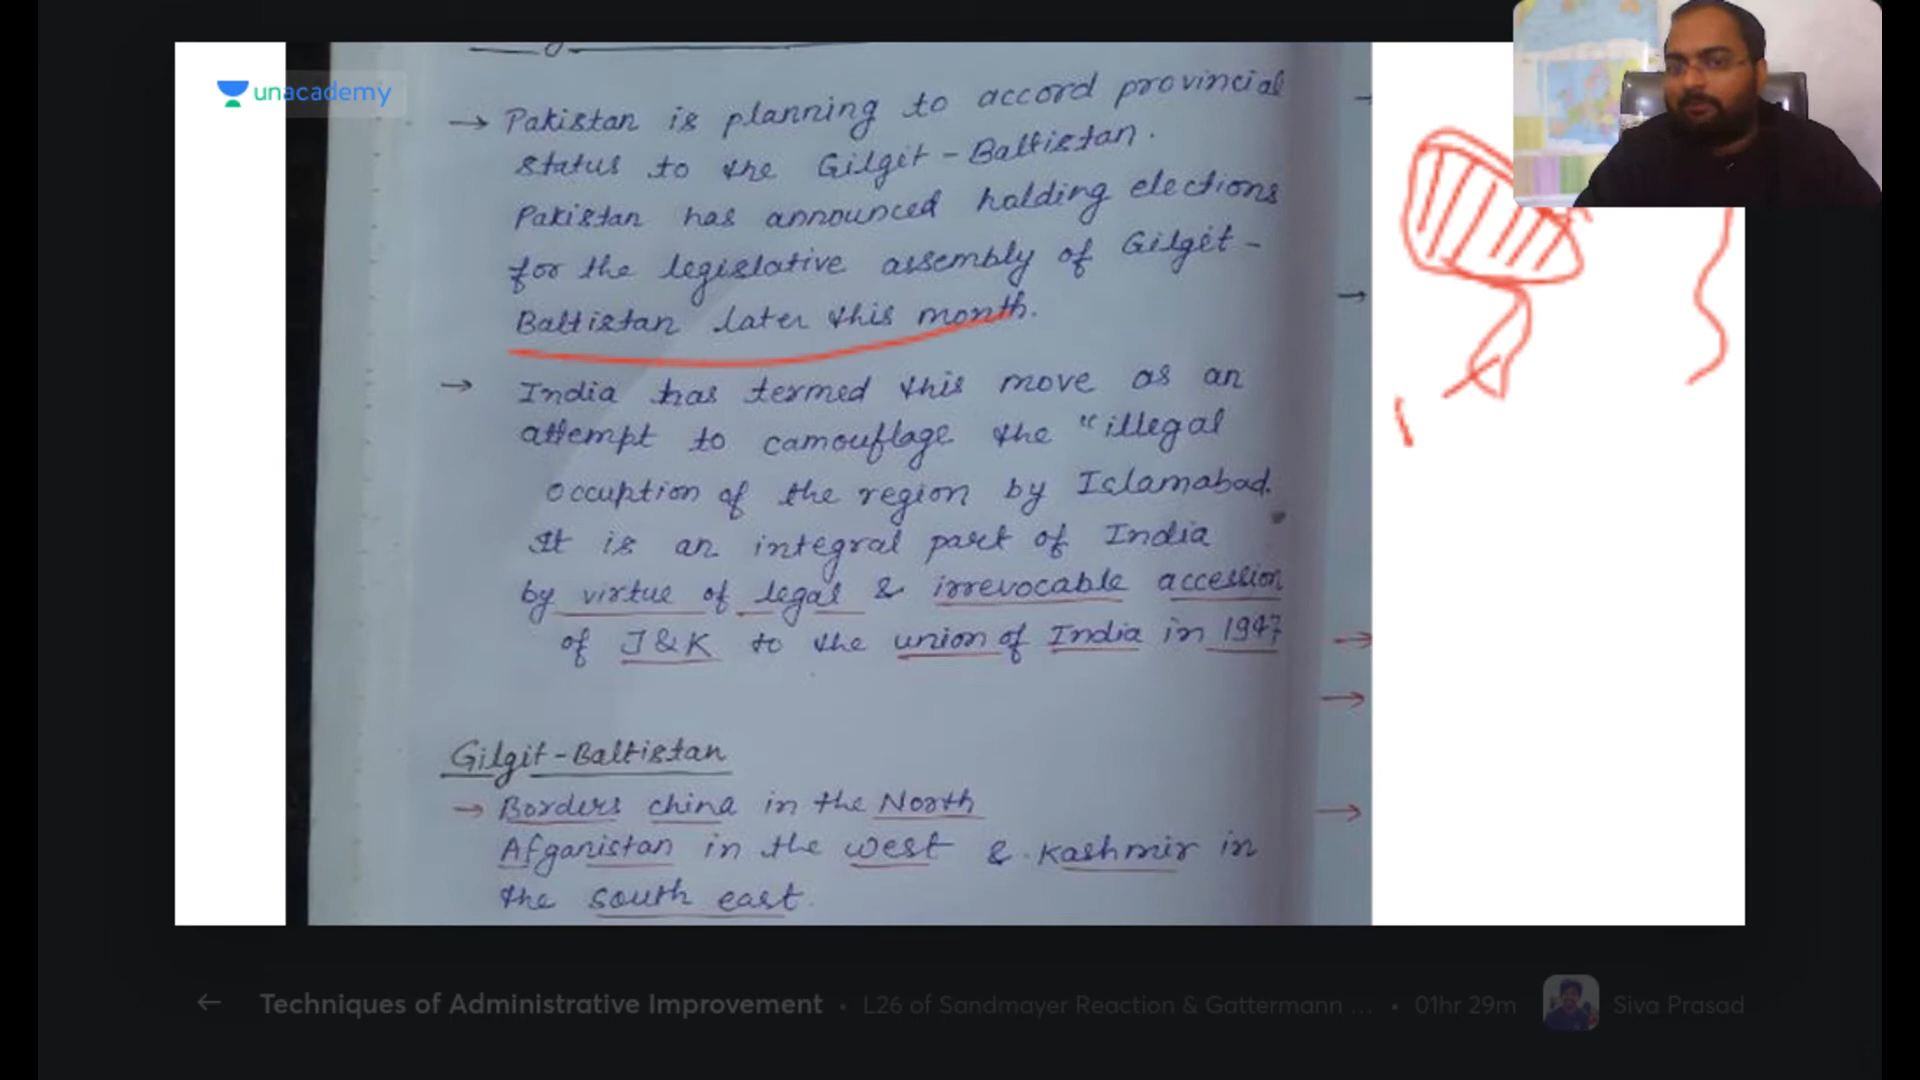 unacademy
→ Pakistan is planning to accord provincial
status to the Gilgit - Baltistan.
Pakistan has announced holding elections
for the legislative assembly of Gilgit -
Baltistan later this month.
→ India has termed this move as an
attempt to camouflage the "illegal
occuption of the region by Islamabad.
It is an integral part of India
by virtue of legal & irrevocable accession
of J&K to the union of India in 1947
Gilgit - Baltistan
→ Borders china in the North
Afganistan in the west & Kashmir in
the south east.
← Techniques of Administrative Improvement • L26 of Sandmayer Reaction & Gattermann ... • 01hr 29m Siva Prasad